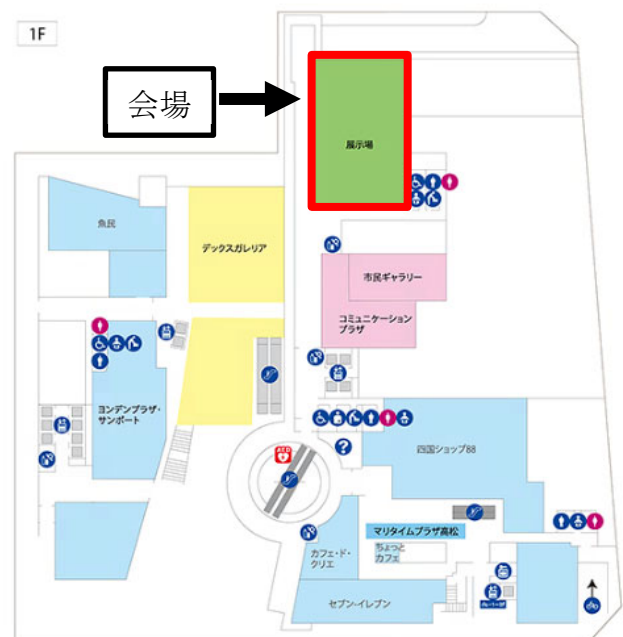 1F
会場
展示場
魚民
デックスガレリア
市民ギャラリー
コミュニケーション
プラザ
ヨンデンプラザ・
サンポート
AED
?
四国ショップ88
マリタイムプラザ高松
カフェ・ド・
クリエ
ちょっと
カフェ
セブン-イレブン